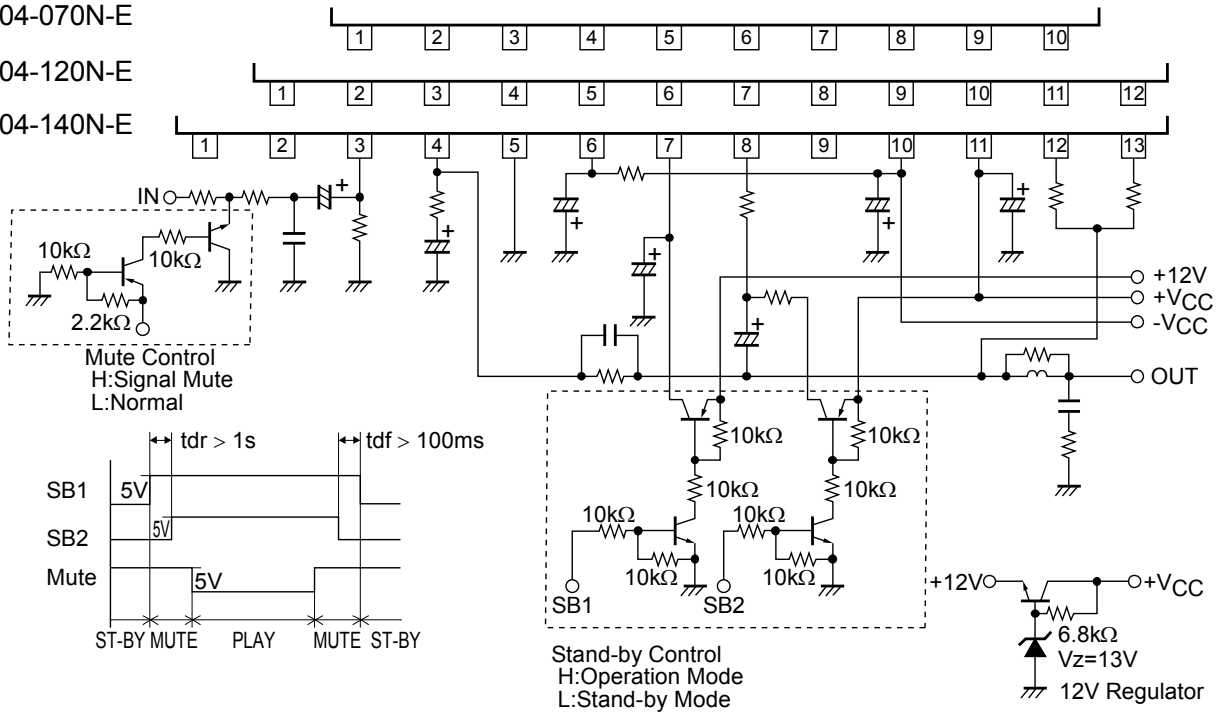 04-070N-E
1 2 3 4 5 6 7 8 9 10
04-120N-E
1 2 3 4 5 6 7 8 9 10 11 12
04-140N-E
1 2 3 4 5 6 7 8 9 10 11 12 13
IN
+
+
+
+
+
+
+
+
10kΩ
10kΩ
2.2kΩ
Mute Control
H:Signal Mute
L:Normal
+12V
+VCC
-VCC
OUT
tdr > 1s
tdf > 100ms
SB1
5V
SB2
5V
Mute
5V
ST-BY MUTE PLAY MUTE ST-BY
10kΩ
10kΩ
10kΩ
10kΩ
10kΩ
10kΩ
10kΩ
10kΩ
SB1
SB2
Stand-by Control
H:Operation Mode
L:Stand-by Mode
+12V
+VCC
6.8kΩ
Vz=13V
12V Regulator